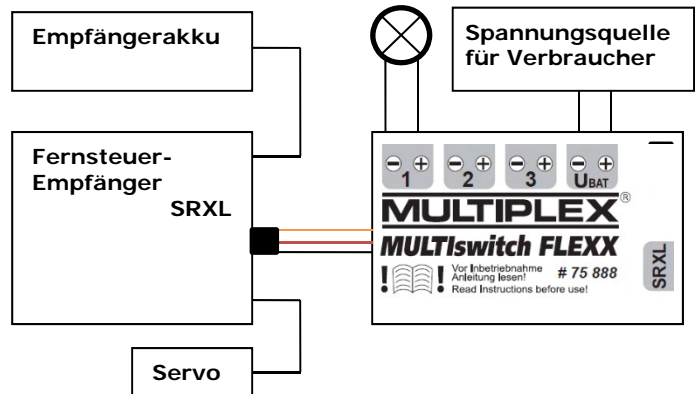 Empfängerakku
Spannungsquelle
für Verbraucher
Fernsteuer-
Empfänger
SRXL
− + − + − + − +
1 2 3 UBAT
MULTIPLEX®
MULTIswitch FLEXX
! ! Vor Inbetriebnahme
Anleitung lesen! # 75 888
Read Instructions before use!
SRXL
Servo